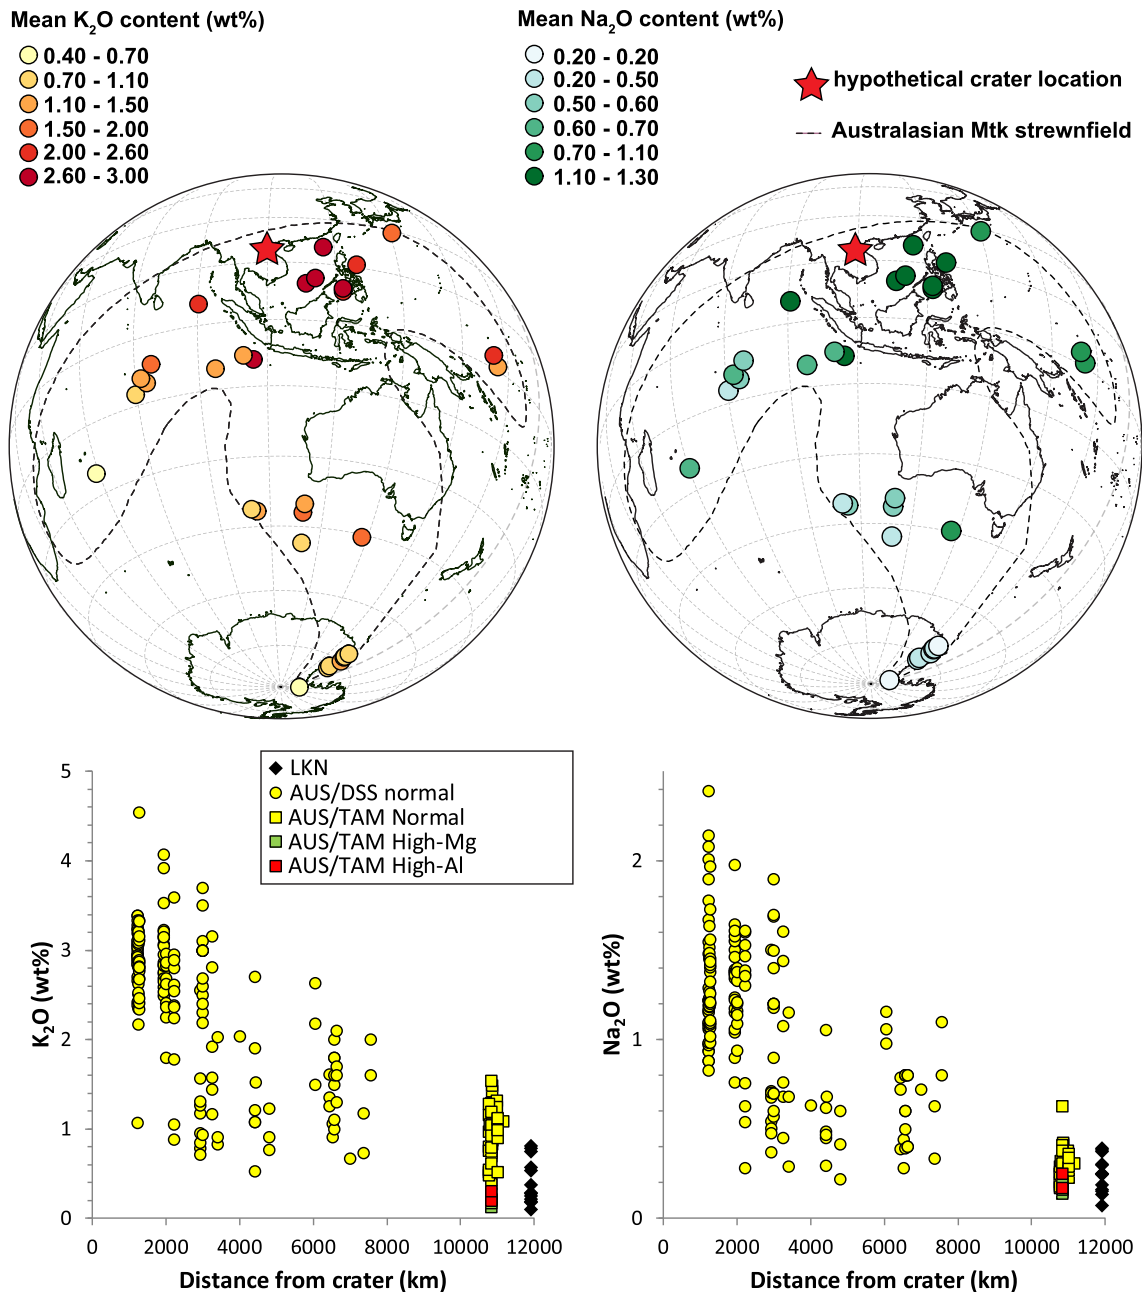 Mean K2O content (wt%)
0.40 - 0.70
0.70 - 1.10
1.10 - 1.50
1.50 - 2.00
2.00 - 2.60
2.60 - 3.00
Mean Na2O content (wt%)
0.20 - 0.20
0.20 - 0.50
0.50 - 0.60
0.60 - 0.70
0.70 - 1.10
1.10 - 1.30
hypothetical crater location
Australasian Mtk strewnfield
LKN
AUS/DSS normal
AUS/TAM Normal
AUS/TAM High-Mg
AUS/TAM High-Al
K2O (wt%)
5
4
3
2
1
0
0 2000 4000 6000 8000 10000 12000
Distance from crater (km)
Na2O (wt%)
2
1
0
0 2000 4000 6000 8000 10000 12000
Distance from crater (km)